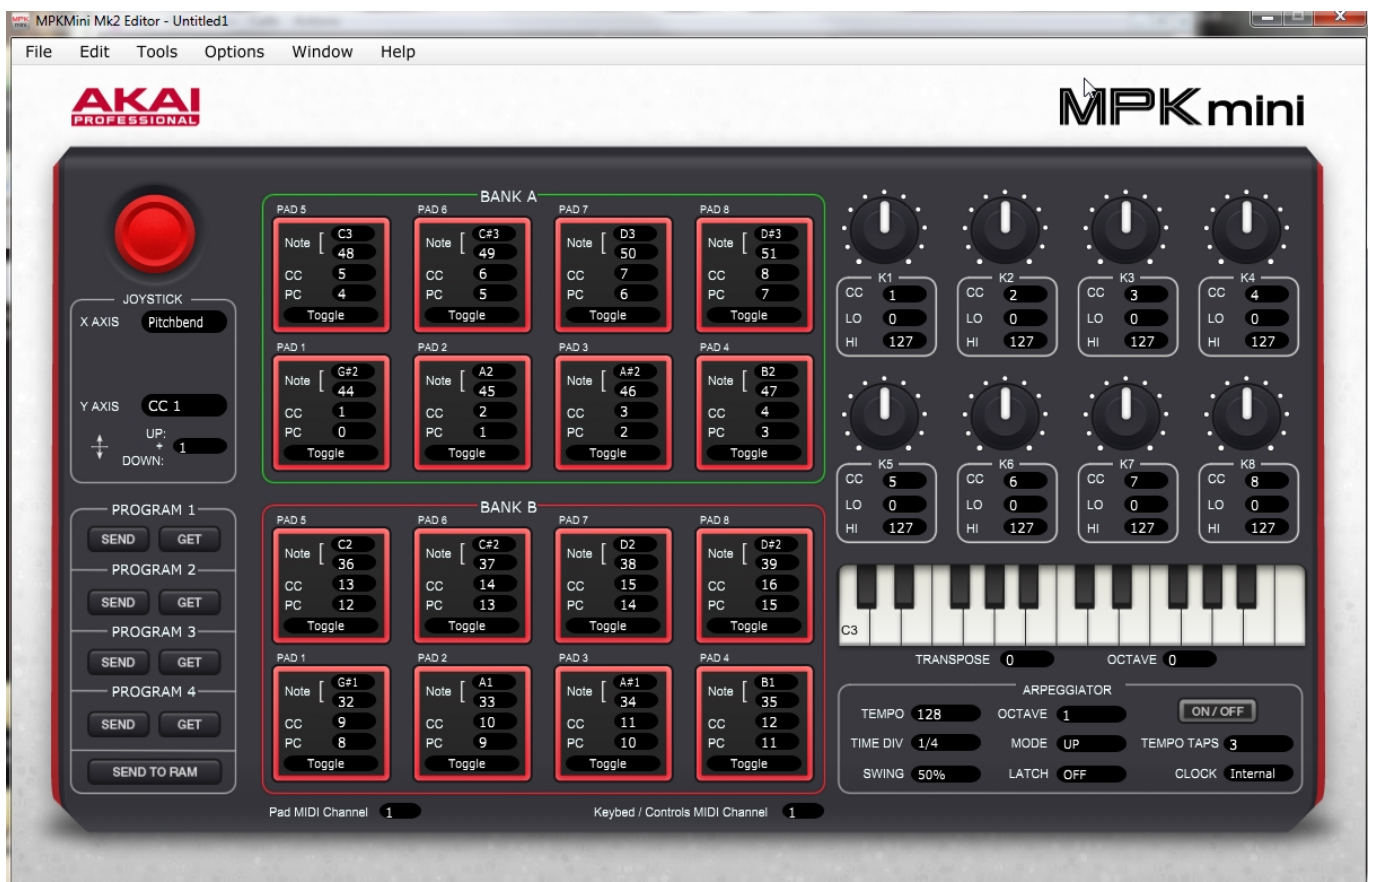 MPKMini Mk2 Editor - Untitled1
File Edit Tools Options Window Help
AKAI
PROFESSIONAL
MPK mini
JOYSTICK
X AXIS Pitchbend
Y AXIS CC 1
UP:
+
1
DOWN:
PROGRAM 1
SEND GET
PROGRAM 2
SEND GET
PROGRAM 3
SEND GET
PROGRAM 4
SEND GET
SEND TO RAM
BANK A
PAD 5 PAD 6 PAD 7 PAD 8
C3 C#3 D3 D#3
Note [ Note [ Note [ Note [
48 49 50 51
CC 5 CC 6 CC 7 CC 8
PC 4 PC 5 PC 6 PC 7
Toggle Toggle Toggle Toggle
PAD 1 PAD 2 PAD 3 PAD 4
G#2 A2 A#2 B2
Note [ Note [ Note [ Note [
44 45 46 47
CC 1 CC 2 CC 3 CC 4
PC 0 PC 1 PC 2 PC 3
Toggle Toggle Toggle Toggle
BANK B
PAD 5 PAD 6 PAD 7 PAD 8
C2 C#2 D2 D#2
Note [ Note [ Note [ Note [
36 37 38 39
CC 13 CC 14 CC 15 CC 16
PC 12 PC 13 PC 14 PC 15
Toggle Toggle Toggle Toggle
PAD 1 PAD 2 PAD 3 PAD 4
G#1 A1 A#1 B1
Note [ Note [ Note [ Note [
32 33 34 35
CC 9 CC 10 CC 11 CC 12
PC 8 PC 9 PC 10 PC 11
Toggle Toggle Toggle Toggle
Pad MIDI Channel 1 Keybed / Controls MIDI Channel 1
K1 K2 K3 K4
CC 1 CC 2 CC 3 CC 4
LO 0 LO 0 LO 0 LO 0
HI 127 HI 127 HI 127 HI 127
K5 K6 K7 K8
CC 5 CC 6 CC 7 CC 8
LO 0 LO 0 LO 0 LO 0
HI 127 HI 127 HI 127 HI 127
C3
TRANSPOSE 0 OCTAVE 0
ARPEGGIATOR
TEMPO 128 OCTAVE 1 ON / OFF
TIME DIV 1/4 MODE UP TEMPO TAPS 3
SWING 50% LATCH OFF CLOCK Internal